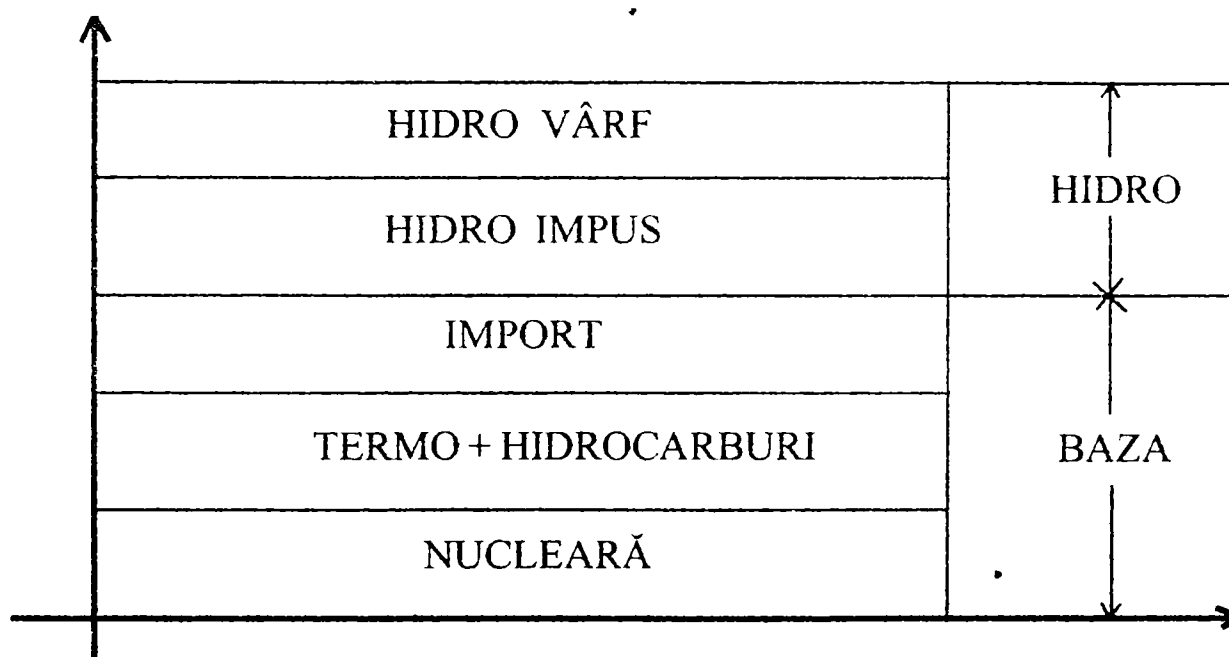 HIDRO VÂRF
HIDRO
HIDRO IMPUS
IMPORT
TERMO + HIDROCARBURI
BAZA
NUCLEARĂ